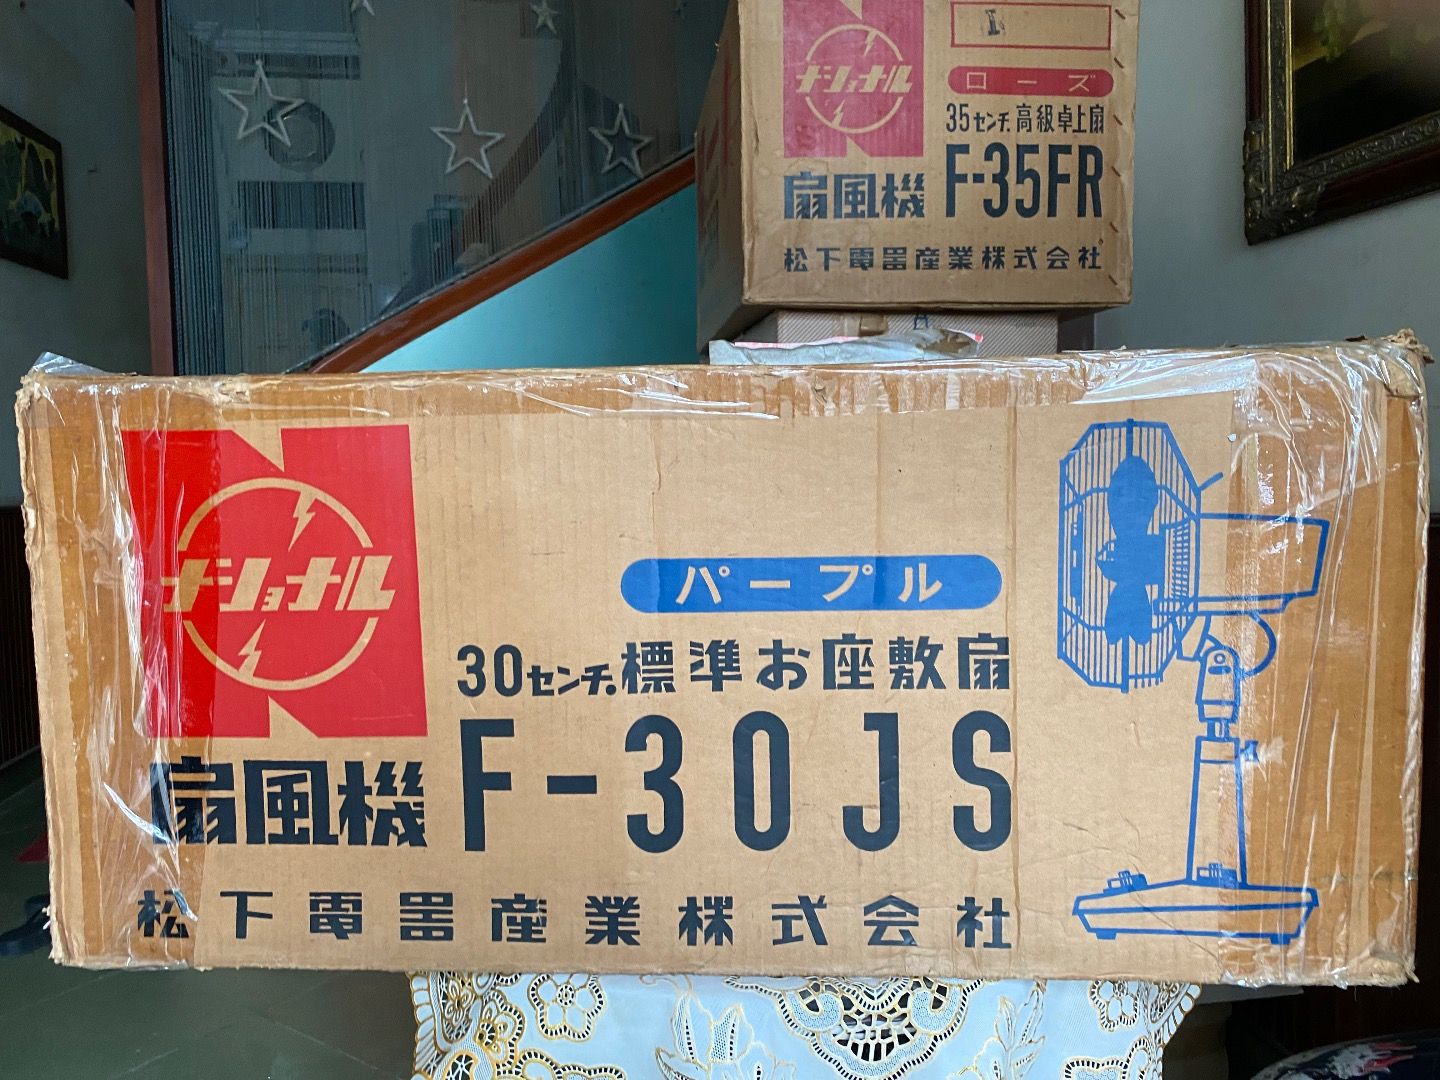 ナショナル
ローズ
35センチ高級卓上扇
扇風機 F-35FR
松下電器産業株式会社
ナショナル
パープル
30センチ標準お座敷扇
扇風機 F-30JS
松下電器産業株式会社